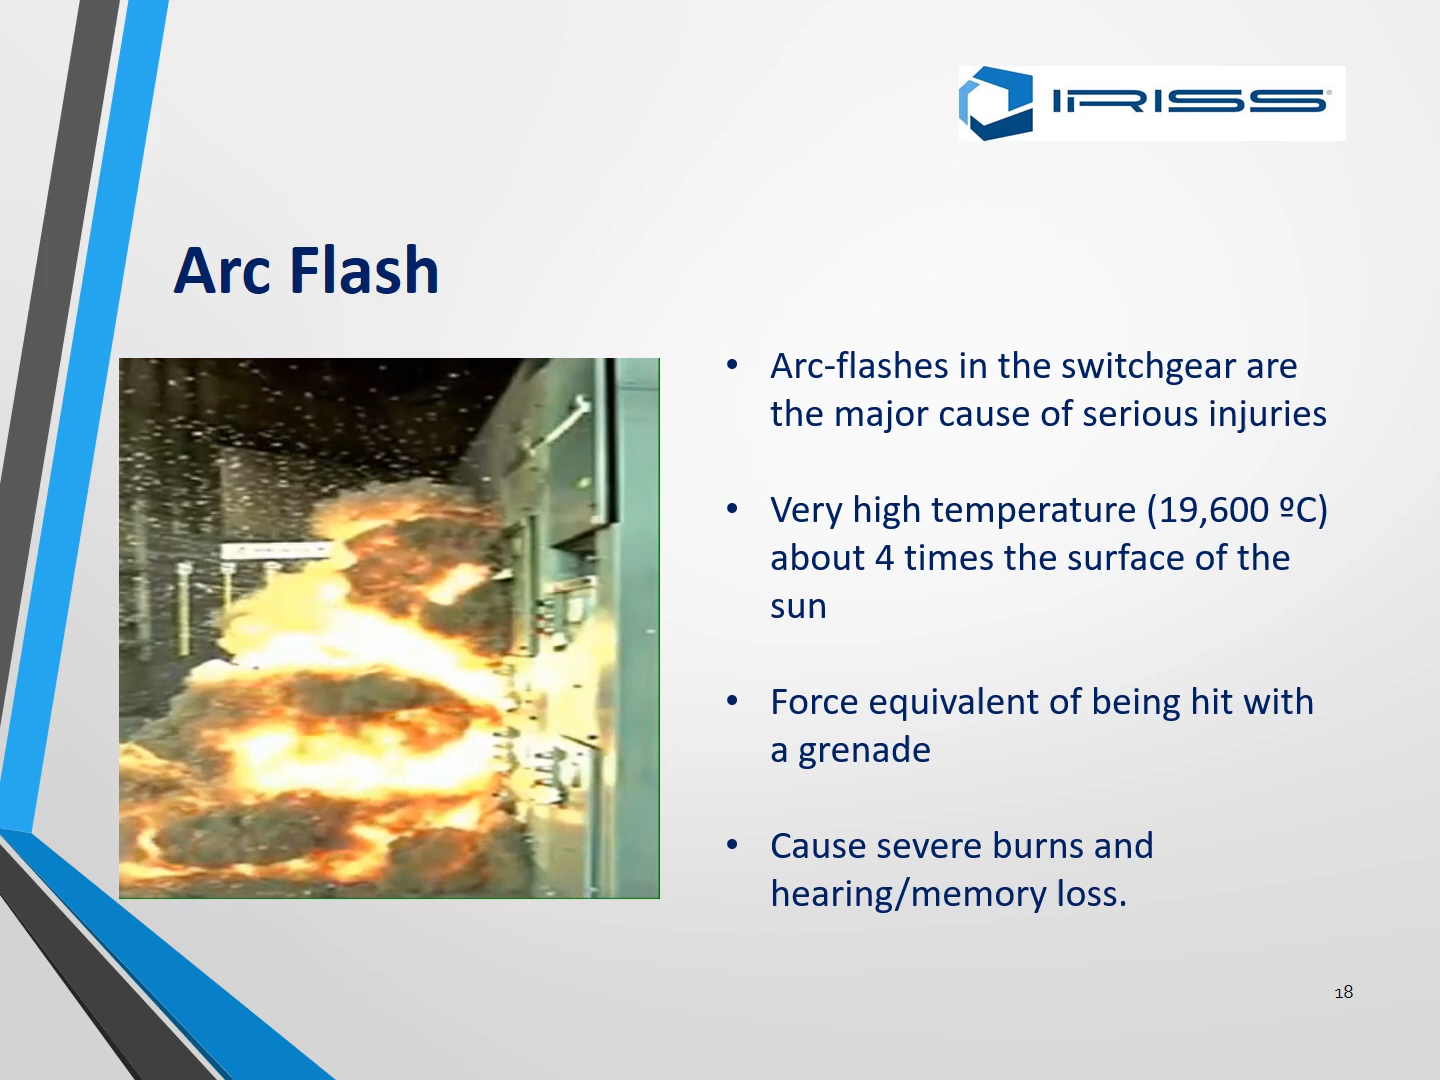 IRISS®
Arc Flash
• Arc-flashes in the switchgear are
the major cause of serious injuries
• Very high temperature (19,600 ºC)
about 4 times the surface of the
sun
• Force equivalent of being hit with
a grenade
• Cause severe burns and
hearing/memory loss.
18